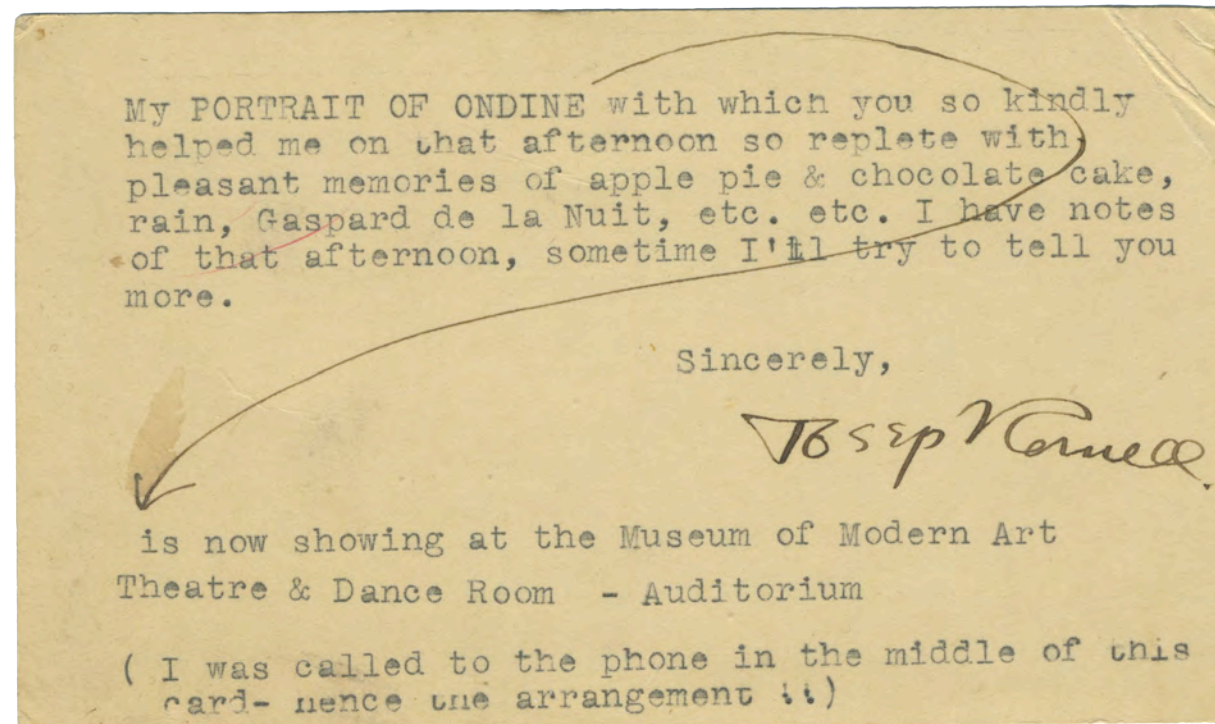 My PORTRAIT OF ONDINE with which you so kindly
helped me on that afternoon so replete with
pleasant memories of apple pie & chocolate cake,
rain, Gaspard de la Nuit, etc. etc. I have notes
of that afternoon, sometime I'll try to tell you
more.
Sincerely,
Joseph Cornell.
is now showing at the Museum of Modern Art
Theatre & Dance Room - Auditorium
( I was called to the phone in the middle of this
card- hence the arrangement !!)